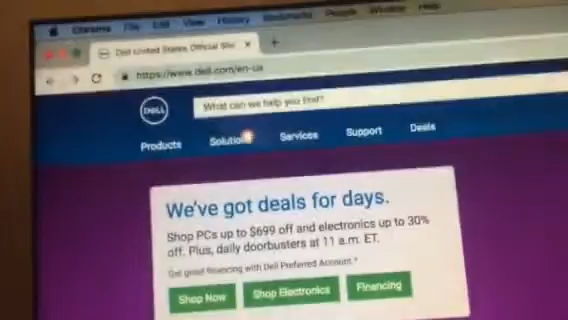 Chrome File Edit View History Bookmarks People Window Help
Dell United States Official Site × +
https://www.dell.com/en-us
DELL What can we help you find?
Products Solutions Services Support Deals
We've got deals for days.
Shop PCs up to $699 off and electronics up to 30%
off. Plus, daily doorbusters at 11 a.m. ET.
Get great financing with Dell Preferred Account.*
Shop Now Shop Electronics Financing